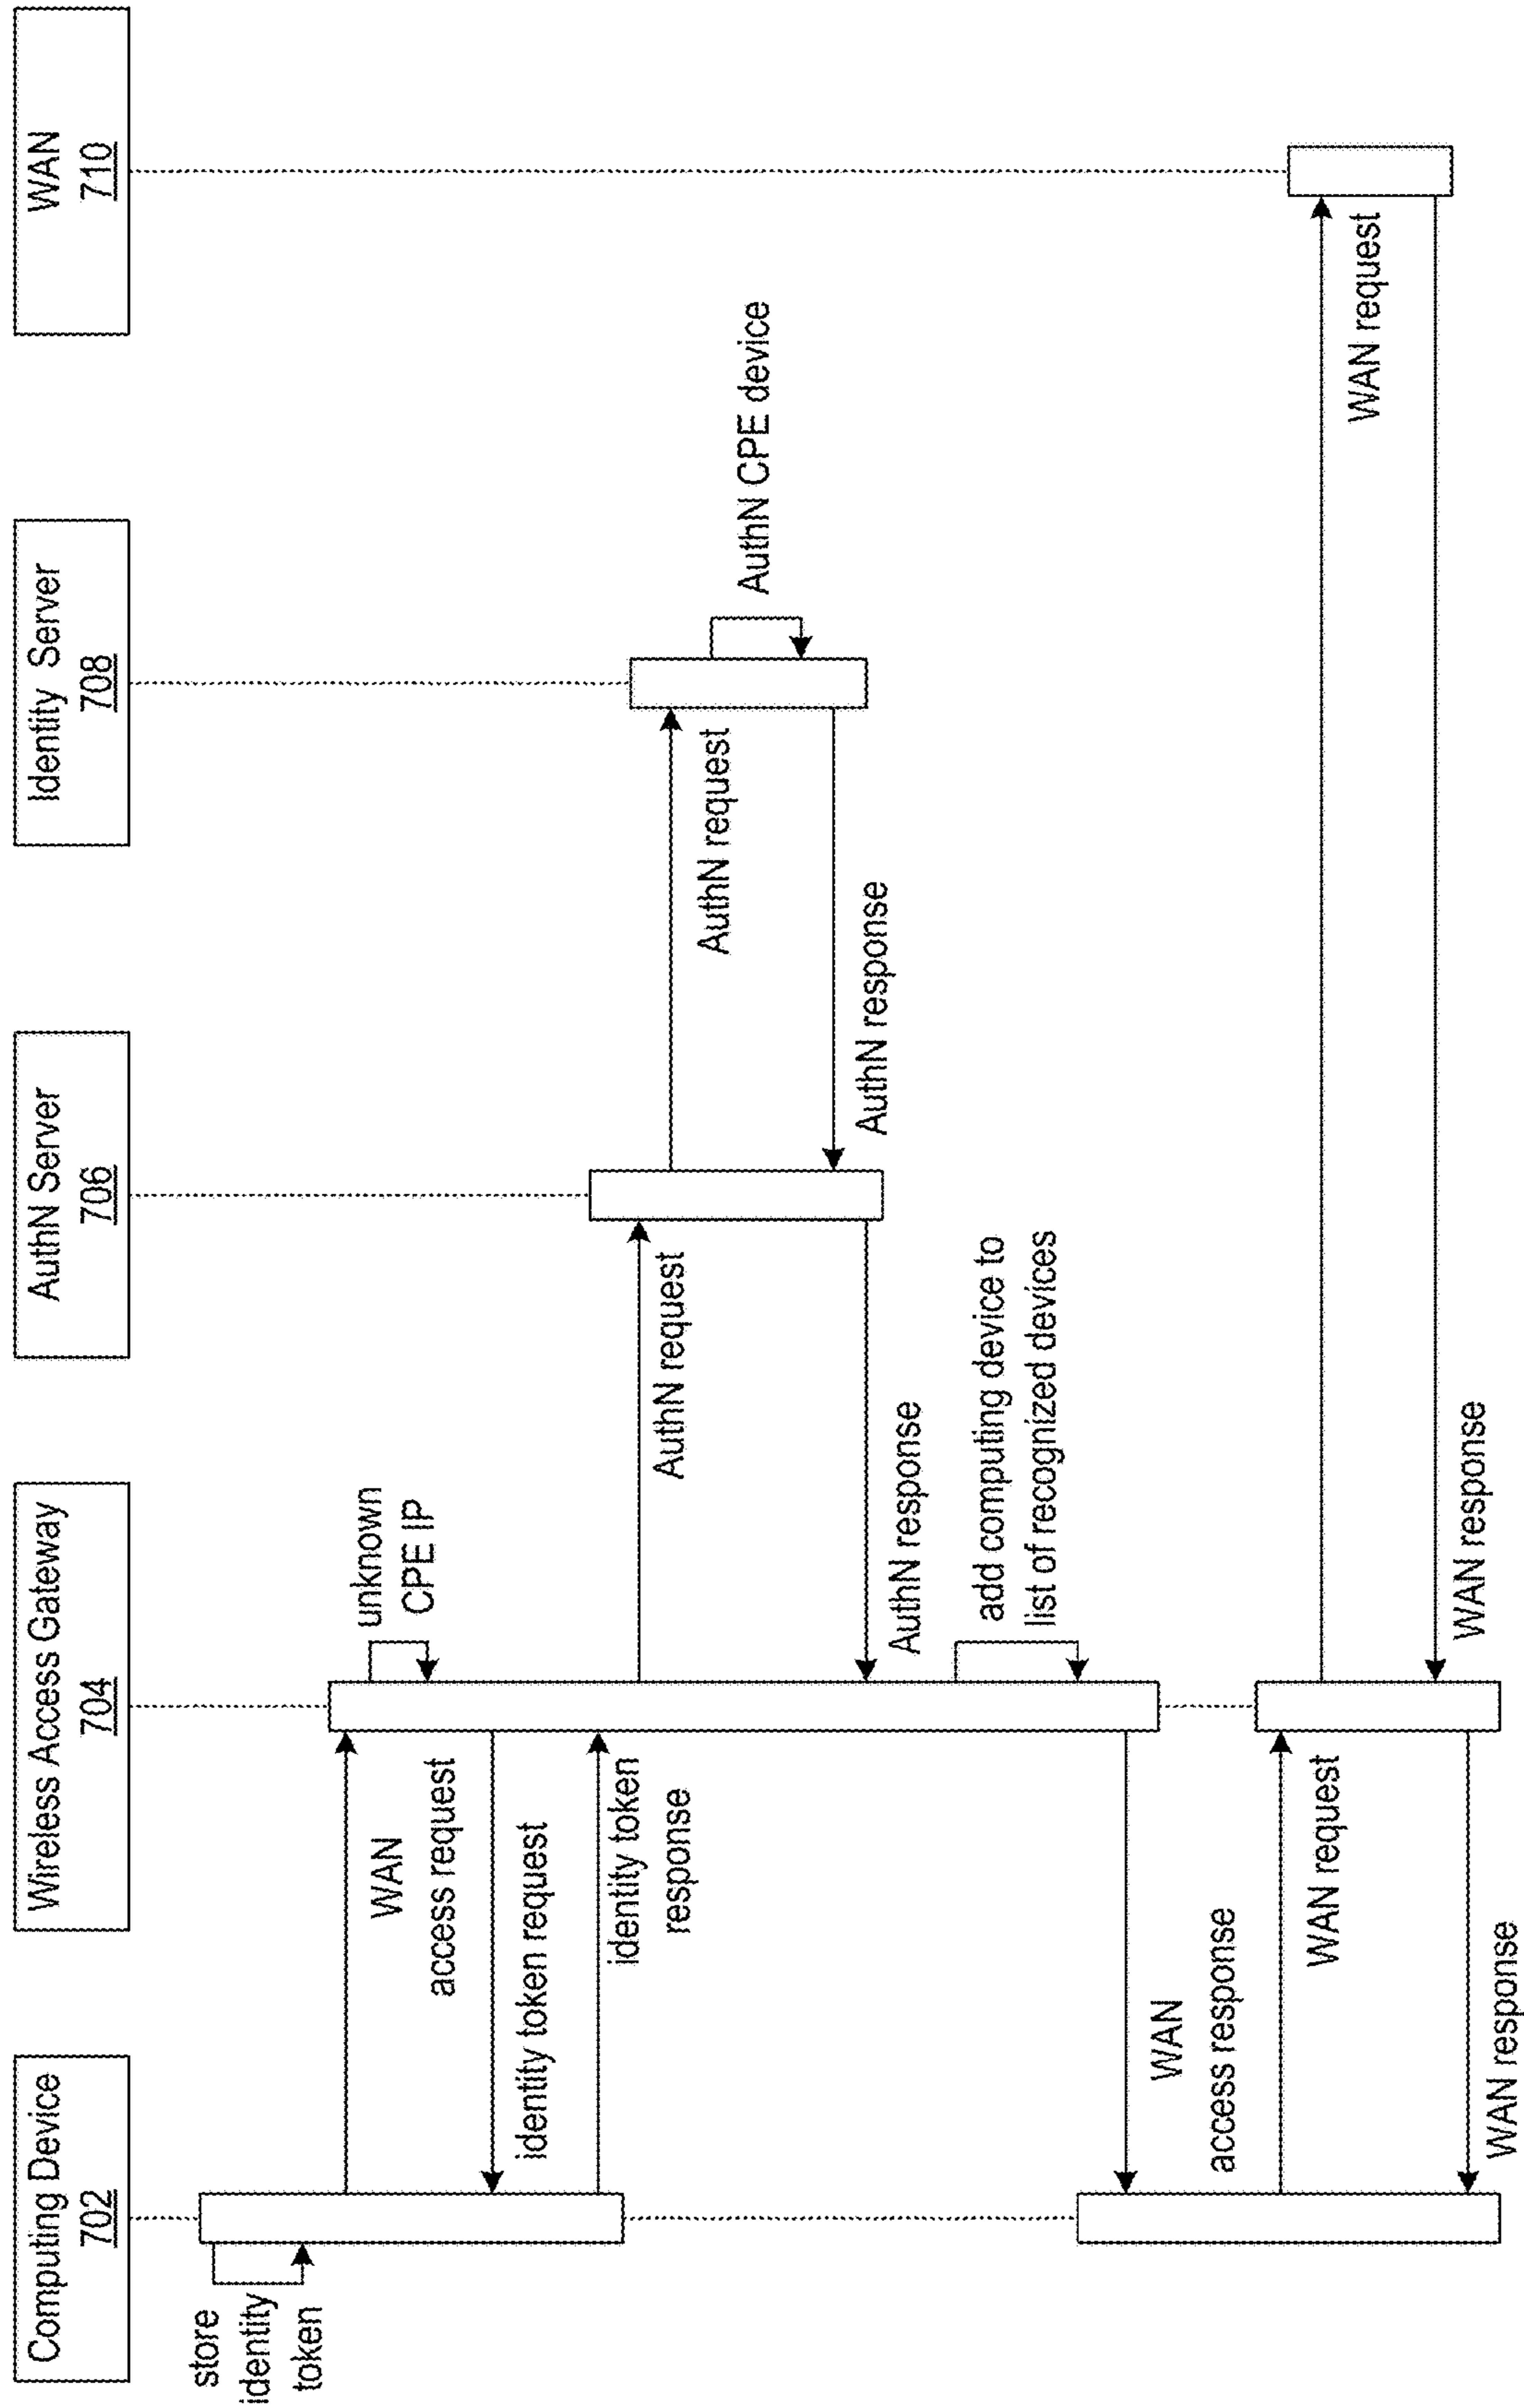 Computing Device
702
Wireless Access Gateway
704
AuthN Server
706
Identity Server
708
WAN
710
store
identity
token
WAN
access request
unknown
CPE IP
identity token request
identity token
response
AuthN request
AuthN request
AuthN CPE device
AuthN response
AuthN response
add computing device to
list of recognized devices
WAN
access response
WAN request
WAN request
WAN response
WAN response